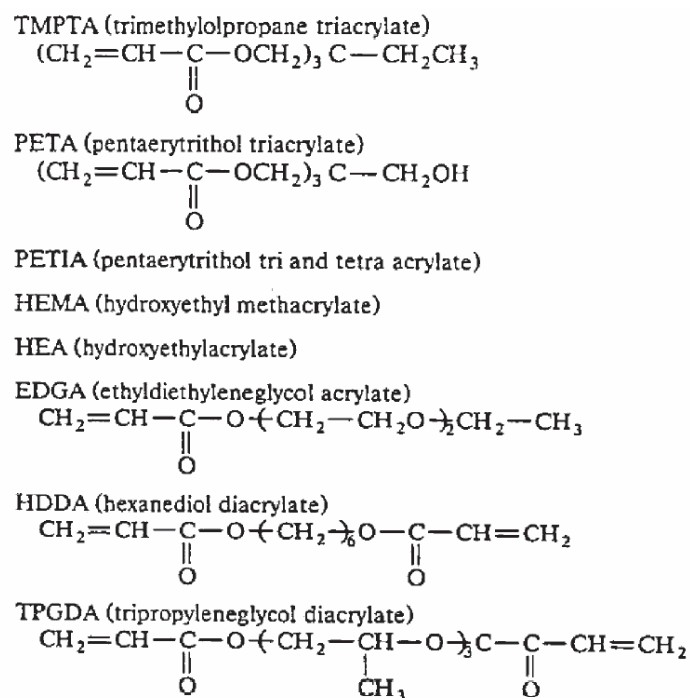 TMPTA (trimethylolpropane triacrylate)
(CH₂=CH—C—OCH₂)₃ C—CH₂CH₃
||
O
PETA (pentaerytrithol triacrylate)
(CH₂=CH—C—OCH₂)₃ C—CH₂OH
||
O
PETIA (pentaerytrithol tri and tetra acrylate)
HEMA (hydroxyethyl methacrylate)
HEA (hydroxyethylacrylate)
EDGA (ethyldiethyleneglycol acrylate)
CH₂=CH—C—O-(-CH₂—CH₂O-)-₂CH₂—CH₃
||
O
HDDA (hexanediol diacrylate)
CH₂=CH—C—O-(-CH₂-)-₆O—C—CH=CH₂
|| ||
O O
TPGDA (tripropyleneglycol diacrylate)
CH₂=CH—C—O-(-CH₂—CH—O-)-₃C—C—CH=CH₂
|| | ||
O CH₃ O